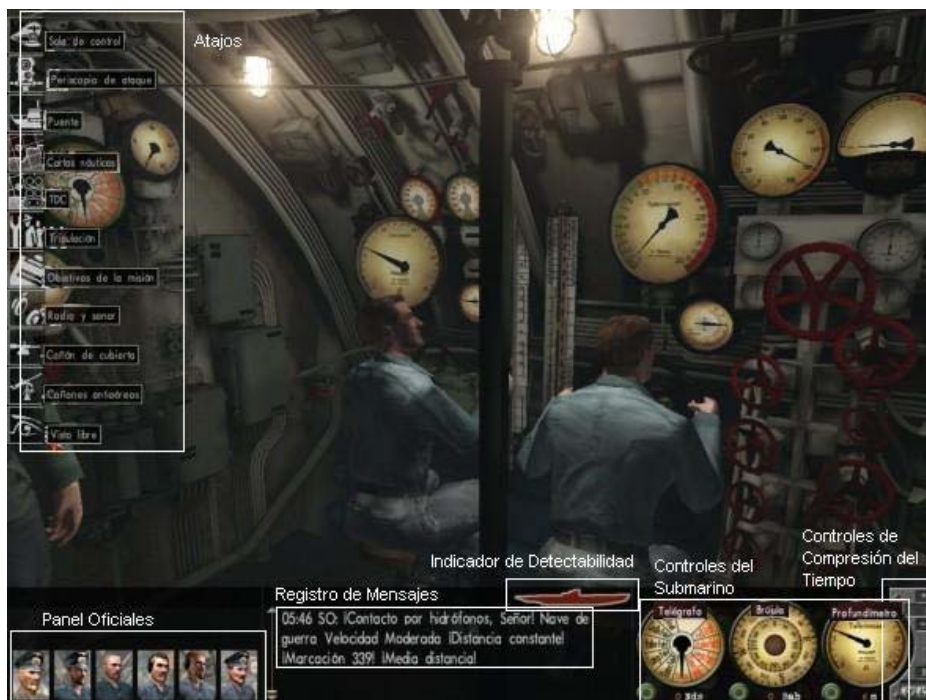 Atajos
Sala de control
Periscopio de ataque
Puente
Cartas náuticas
TDC
Tripulación
Objetivos de la misión
Radio y sonar
Cañón de cubierta
Cañones antiaéreos
Vista libre
Indicador de Detectabilidad
Controles del
Submarino
Controles de
Compresión del
Tiempo
Registro de Mensajes
05:46 SO: ¡Contacto por hidrófonos, Señor! Nave de
guerra Velocidad Moderada ¡Distancia constante!
¡Marcación 339! ¡Media distancia!
Panel Oficiales
Telégrafo
Brújula
Profundímetro
0 Nds
0 m